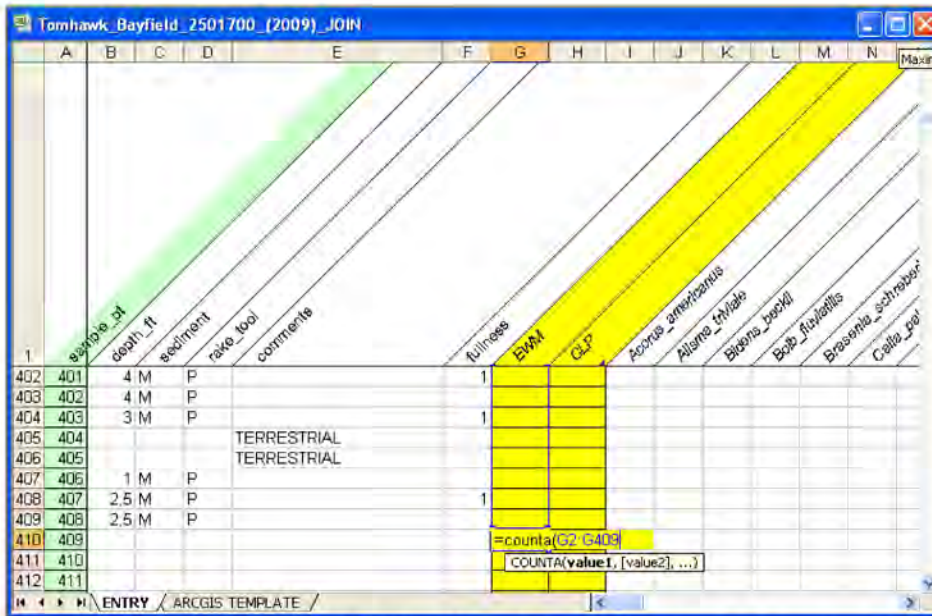 Tomhawk_Bayfield_2501700_(2009)_JOIN
A B C D E F G H I J K L M N
1 sample_pt depth_ft sediment rake_tool comments fullness EWM CLP Acorus_americanus Alisma_triviale Bidens_beckii Bolb_fluviatilis
402 401 4 M P 1
403 402 4 M P
404 403 3 M P 1
405 404 TERRESTRIAL
406 405 TERRESTRIAL
407 406 1 M P
408 407 2.5 M P 1
409 408 2.5 M P
410 409 =counta(G2:G409
411 410 COUNTA(value1, [value2], ...)
412 411
ENTRY ARCGIS TEMPLATE